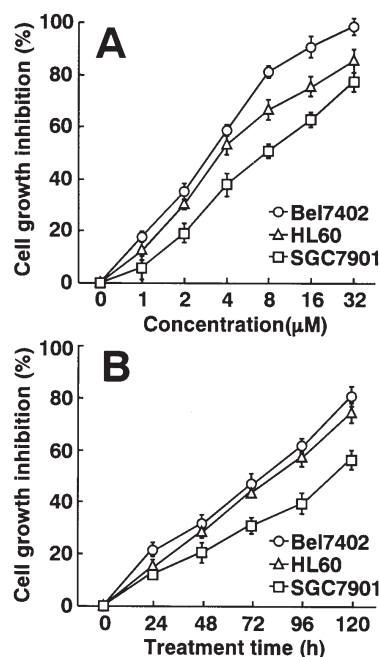 A
Cell growth inhibition (%)
100
80
60
40
20
0
Bel7402
HL60
SGC7901
0 1 2 4 8 16 32
Concentration(μM)
B
Cell growth inhibition (%)
100
80
60
40
20
0
Bel7402
HL60
SGC7901
0 24 48 72 96 120
Treatment time (h)